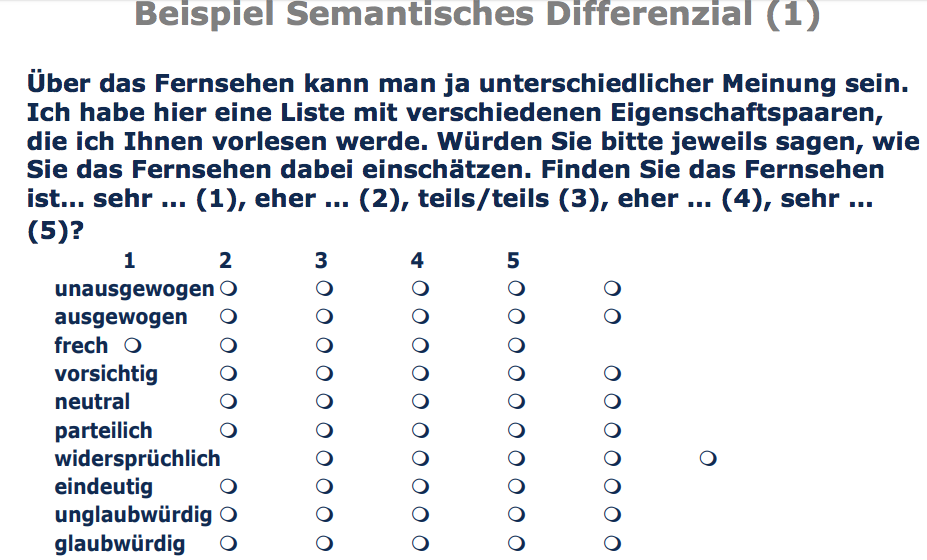 Beispiel Semantisches Differenzial (1)
Über das Fernsehen kann man ja unterschiedlicher Meinung sein.
Ich habe hier eine Liste mit verschiedenen Eigenschaftspaaren,
die ich Ihnen vorlesen werde. Würden Sie bitte jeweils sagen, wie
Sie das Fernsehen dabei einschätzen. Finden Sie das Fernsehen
ist... sehr ... (1), eher ... (2), teils/teils (3), eher ... (4), sehr ...
(5)?
1 2 3 4 5
unausgewogen ❍ ❍ ❍ ❍ ❍
ausgewogen ❍ ❍ ❍ ❍ ❍
frech ❍ ❍ ❍ ❍ ❍
vorsichtig ❍ ❍ ❍ ❍ ❍
neutral ❍ ❍ ❍ ❍ ❍
parteilich ❍ ❍ ❍ ❍ ❍
widersprüchlich ❍ ❍ ❍ ❍ ❍
eindeutig ❍ ❍ ❍ ❍ ❍
unglaubwürdig ❍ ❍ ❍ ❍ ❍
glaubwürdig ❍ ❍ ❍ ❍ ❍